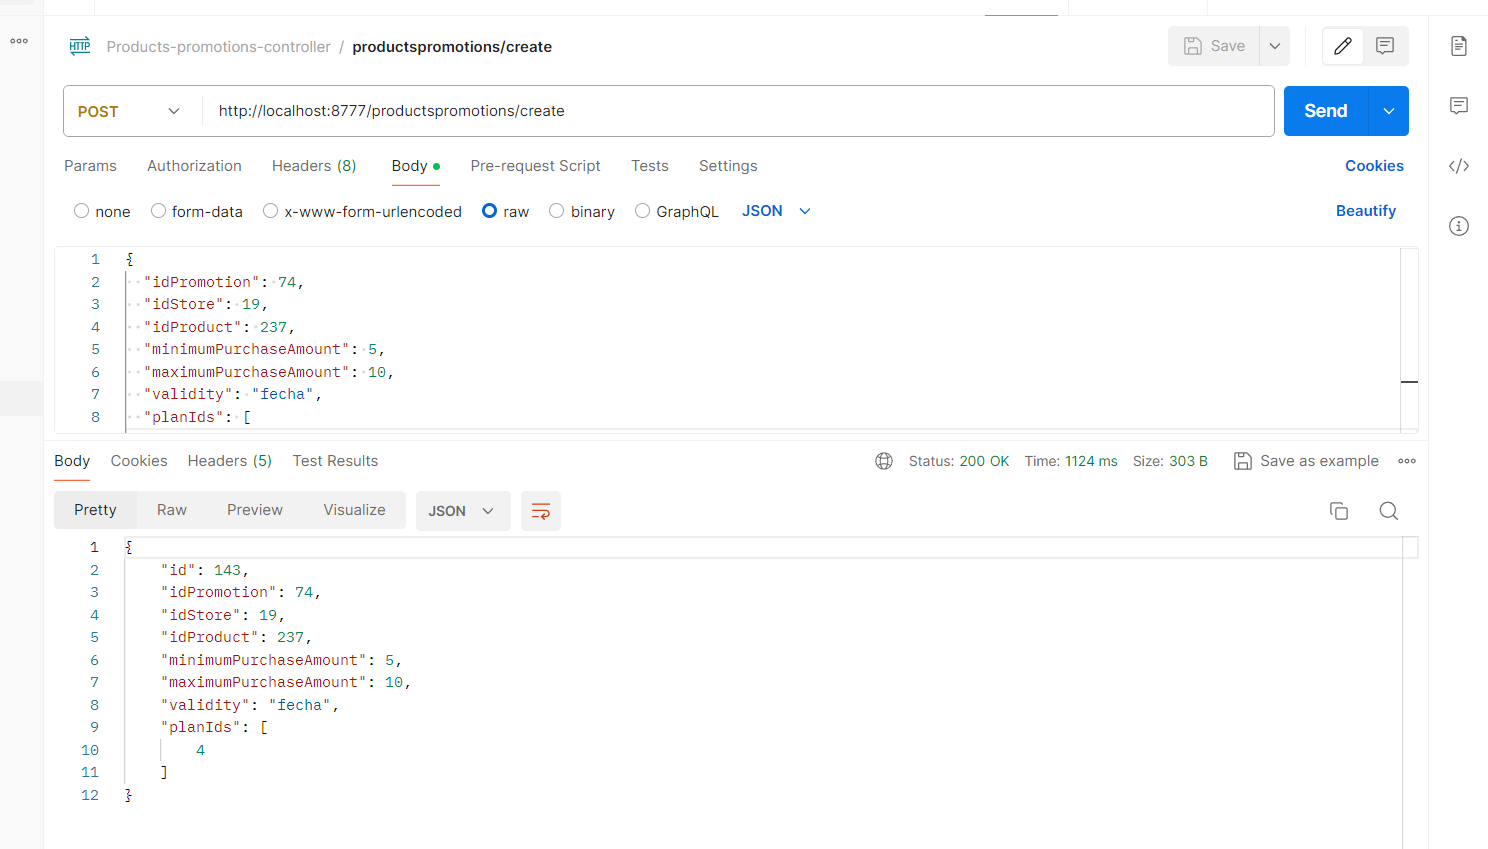 HTTP Products-promotions-controller / productspromotions/create Save
POST http://localhost:8777/productspromotions/create Send
Params Authorization Headers (8) Body Pre-request Script Tests Settings Cookies
none form-data x-www-form-urlencoded raw binary GraphQL JSON Beautify
1 {
2 "idPromotion": 74,
3 "idStore": 19,
4 "idProduct": 237,
5 "minimumPurchaseAmount": 5,
6 "maximumPurchaseAmount": 10,
7 "validity": "fecha",
8 "planIds": [
Body Cookies Headers (5) Test Results Status: 200 OK Time: 1124 ms Size: 303 B Save as example
Pretty Raw Preview Visualize JSON
1 {
2 "id": 143,
3 "idPromotion": 74,
4 "idStore": 19,
5 "idProduct": 237,
6 "minimumPurchaseAmount": 5,
7 "maximumPurchaseAmount": 10,
8 "validity": "fecha",
9 "planIds": [
10 4
11 ]
12 }